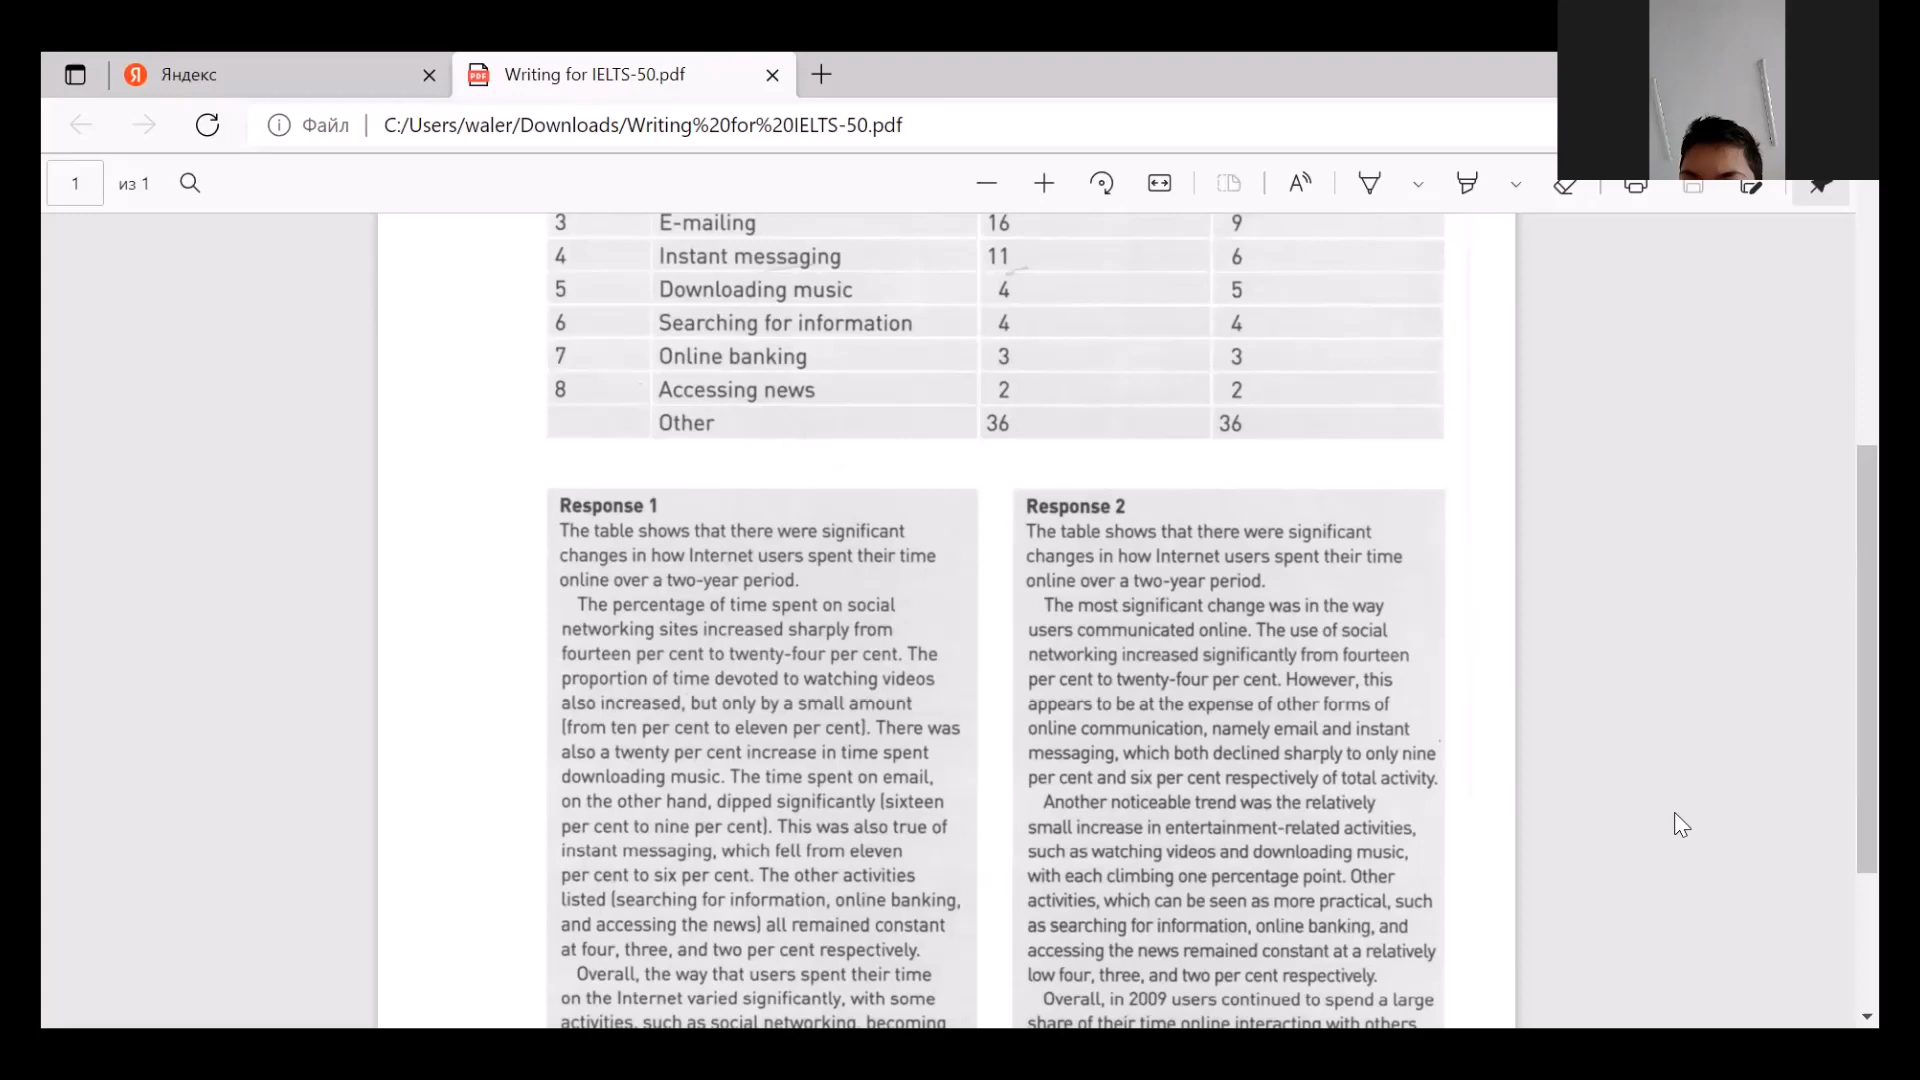 Яндекс
Writing for IELTS-50.pdf
Файл
C:/Users/waler/Downloads/Writing%20for%20IELTS-50.pdf
1 из 1
3 E-mailing 16 9
4 Instant messaging 11 6
5 Downloading music 4 5
6 Searching for information 4 4
7 Online banking 3 3
8 Accessing news 2 2
Other 36 36
Response 1
The table shows that there were significant
changes in how Internet users spent their time
online over a two-year period.
The percentage of time spent on social
networking sites increased sharply from
fourteen per cent to twenty-four per cent. The
proportion of time devoted to watching videos
also increased, but only by a small amount
(from ten per cent to eleven per cent). There was
also a twenty per cent increase in time spent
downloading music. The time spent on email,
on the other hand, dipped significantly (sixteen
per cent to nine per cent). This was also true of
instant messaging, which fell from eleven
per cent to six per cent. The other activities
listed (searching for information, online banking,
and accessing the news) all remained constant
at four, three, and two per cent respectively.
Overall, the way that users spent their time
on the Internet varied significantly, with some
activities, such as social networking, becoming
Response 2
The table shows that there were significant
changes in how Internet users spent their time
online over a two-year period.
The most significant change was in the way
users communicated online. The use of social
networking increased significantly from fourteen
per cent to twenty-four per cent. However, this
appears to be at the expense of other forms of
online communication, namely email and instant
messaging, which both declined sharply to only nine
per cent and six per cent respectively of total activity.
Another noticeable trend was the relatively
small increase in entertainment-related activities,
such as watching videos and downloading music,
with each climbing one percentage point. Other
activities, which can be seen as more practical, such
as searching for information, online banking, and
accessing the news remained constant at a relatively
low four, three, and two per cent respectively.
Overall, in 2009 users continued to spend a large
share of their time online interacting with others